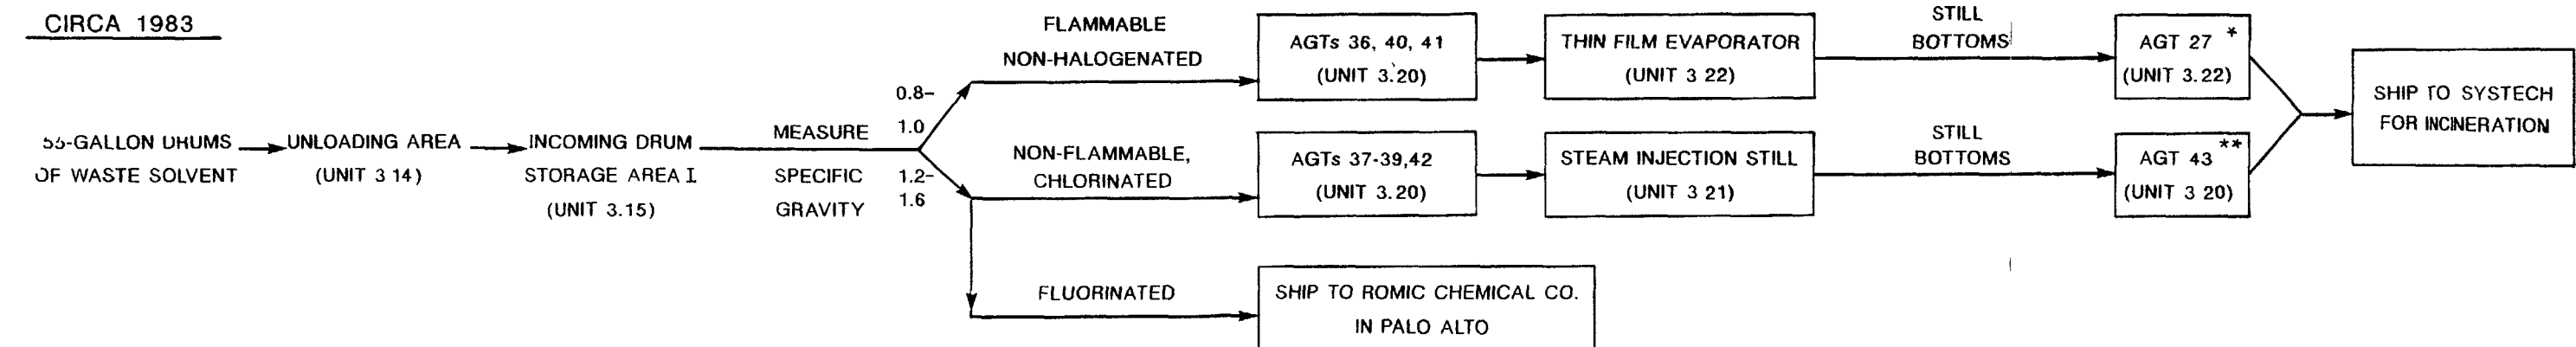 CIRCA 1983
55-GALLON DRUMS
OF WASTE SOLVENT
UNLOADING AREA
(UNIT 3 14)
INCOMING DRUM
STORAGE AREA I
(UNIT 3.15)
MEASURE
SPECIFIC
GRAVITY
0.8-
1.0
1.2-
1.6
FLAMMABLE
NON-HALOGENATED
AGTs 36, 40, 41
(UNIT 3.20)
THIN FILM EVAPORATOR
(UNIT 3 22)
STILL
BOTTOMS
AGT 27 *
(UNIT 3.22)
NON-FLAMMABLE,
CHLORINATED
AGTs 37-39,42
(UNIT 3.20)
STEAM INJECTION STILL
(UNIT 3 21)
STILL
BOTTOMS
AGT 43 **
(UNIT 3 20)
SHIP TO SYSTECH
FOR INCINERATION
FLUORINATED
SHIP TO ROMIC CHEMICAL CO.
IN PALO ALTO